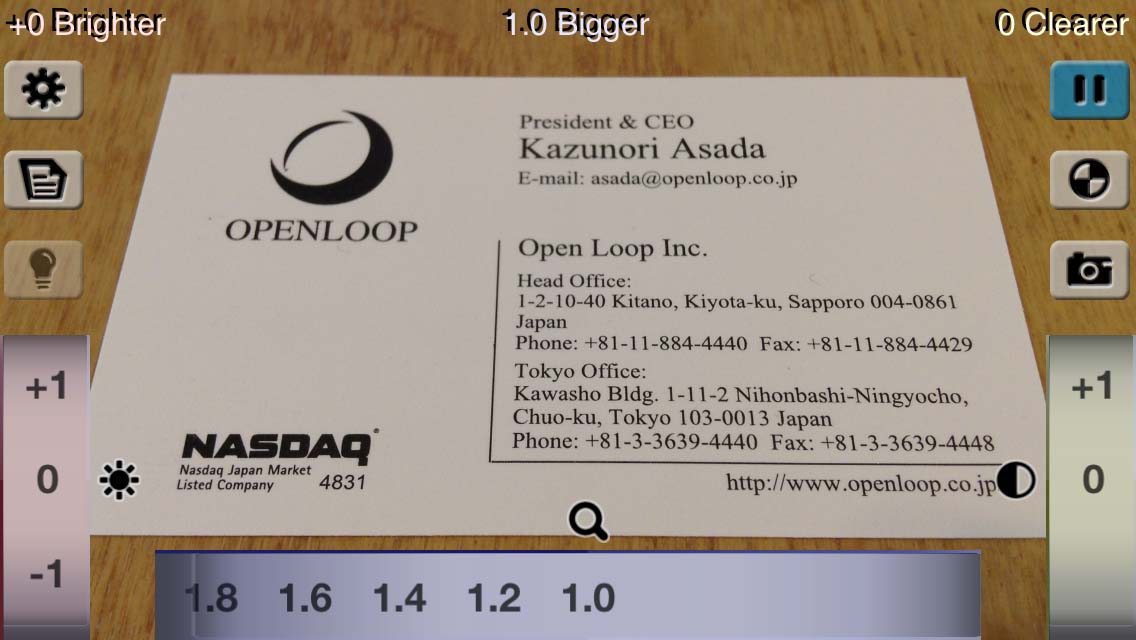 +0 Brighter
1.0 Bigger
0 Clearer
President & CEO
Kazunori Asada
E-mail: asada@openloop.co.jp
OPENLOOP
Open Loop Inc.
Head Office:
1-2-10-40 Kitano, Kiyota-ku, Sapporo 004-0861
Japan
Phone: +81-11-884-4440 Fax: +81-11-884-4429
Tokyo Office:
Kawasho Bldg. 1-11-2 Nihonbashi-Ningyocho,
Chuo-ku, Tokyo 103-0013 Japan
Phone: +81-3-3639-4440 Fax: +81-3-3639-4448
http://www.openloop.co.jp
NASDAQ®
Nasdaq Japan Market
Listed Company 4831
+1
0
-1
+1
0
1.8 1.6 1.4 1.2 1.0